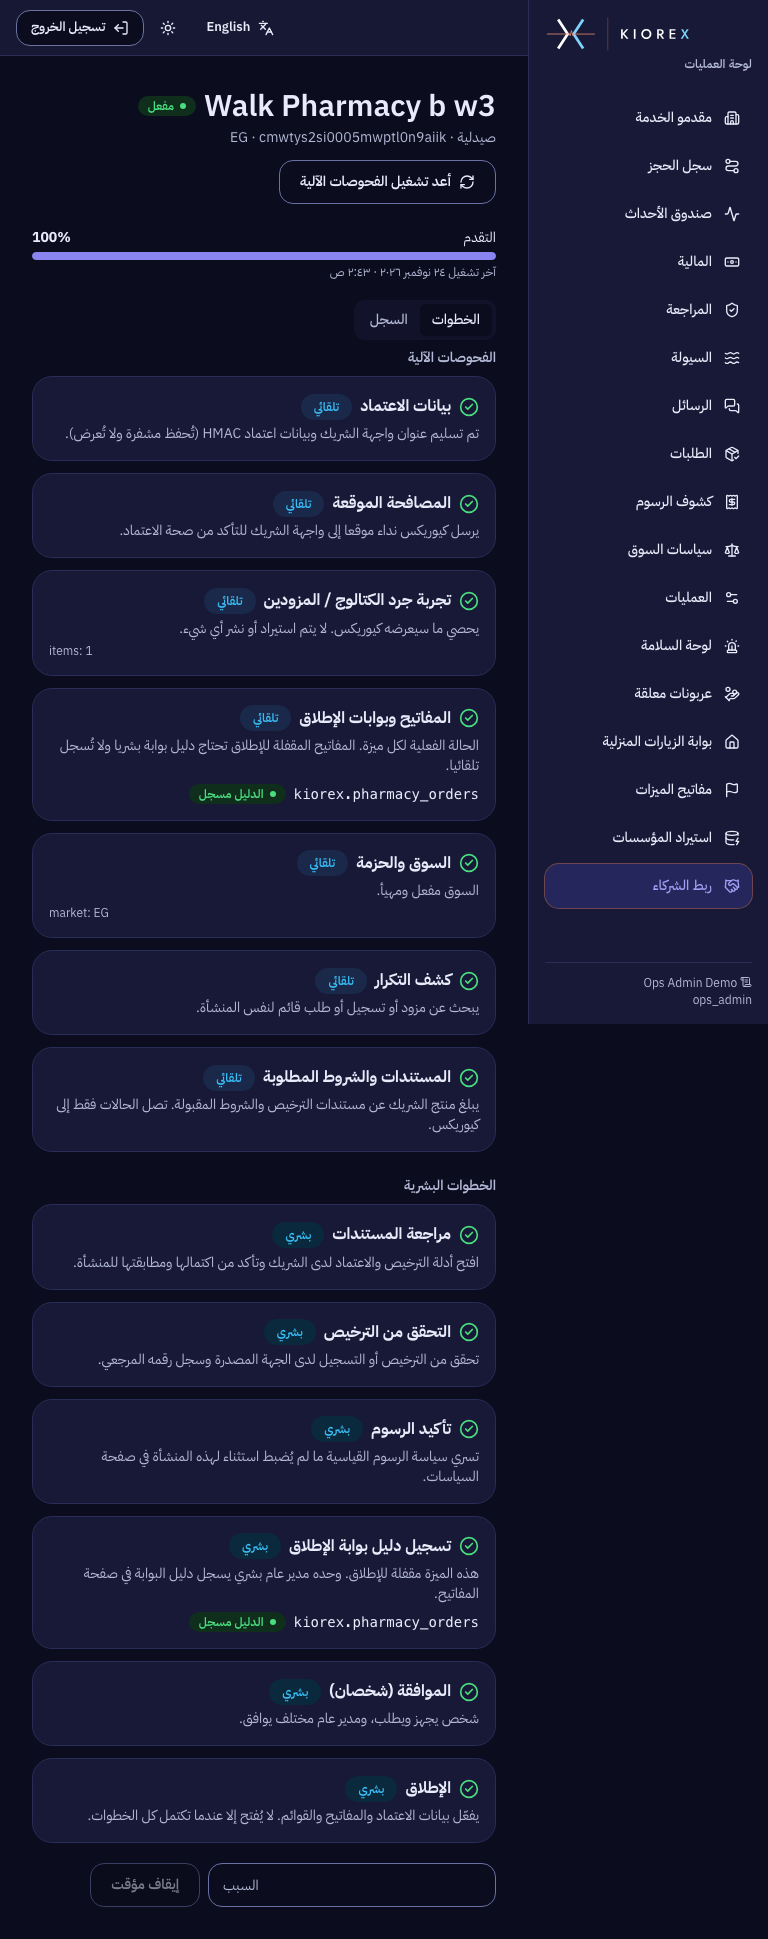 KIOREX
لوحة العمليات
مقدمو الخدمة
سجل الحجز
صندوق الأحداث
المالية
المراجعة
السيولة
الرسائل
الطلبات
كشوف الرسوم
سياسات السوق
العمليات
لوحة السلامة
عربونات معلقة
بوابة الزيارات المنزلية
مفاتيح الميزات
استيراد المؤسسات
ربط الشركاء
Ops Admin Demo
ops_admin
English
تسجيل الخروج
Walk Pharmacy b w3 مفعل
صيدلية · EG · cmwtys2si0005mwptl0n9aiik
أعد تشغيل الفحوصات الآلية
التقدم 100%
آخر تشغيل ٢٤ نوفمبر ٢٠٢٦ · ٢:٤٣ ص
الخطوات السجل
الفحوصات الآلية
بيانات الاعتماد تلقائي
تم تسليم عنوان واجهة الشريك وبيانات اعتماد HMAC (تُحفظ مشفرة ولا تُعرض).
المصافحة الموقعة تلقائي
يرسل كيوريكس نداء موقعا إلى واجهة الشريك للتأكد من صحة الاعتماد.
تجربة جرد الكتالوج / المزودين تلقائي
يحصي ما سيعرضه كيوريكس. لا يتم استيراد أو نشر أي شيء.
items: 1
المفاتيح وبوابات الإطلاق تلقائي
الحالة الفعلية لكل ميزة. المفاتيح المقفلة للإطلاق تحتاج دليل بوابة بشريا ولا تُسجل
تلقائيا.
kiorex.pharmacy_orders الدليل مسجل
السوق والحزمة تلقائي
السوق مفعل ومهيأ.
market: EG
كشف التكرار تلقائي
يبحث عن مزود أو تسجيل أو طلب قائم لنفس المنشأة.
المستندات والشروط المطلوبة تلقائي
يبلغ منتج الشريك عن مستندات الترخيص والشروط المقبولة. تصل الحالات فقط إلى
كيوريكس.
الخطوات البشرية
مراجعة المستندات بشري
افتح أدلة الترخيص والاعتماد لدى الشريك وتأكد من اكتمالها ومطابقتها للمنشأة.
التحقق من الترخيص بشري
تحقق من الترخيص أو التسجيل لدى الجهة المصدرة وسجل رقمه المرجعي.
تأكيد الرسوم بشري
تسري سياسة الرسوم القياسية ما لم يُضبط استثناء لهذه المنشأة في صفحة
السياسات.
تسجيل دليل بوابة الإطلاق بشري
هذه الميزة مقفلة للإطلاق. وحده مدير عام بشري يسجل دليل البوابة في صفحة
المفاتيح.
kiorex.pharmacy_orders الدليل مسجل
الموافقة (شخصان) بشري
شخص يجهز ويطلب، ومدير عام مختلف يوافق.
الإطلاق بشري
يفعّل بيانات الاعتماد والمفاتيح والقوائم. لا يُفتح إلا عندما تكتمل كل الخطوات.
السبب
إيقاف مؤقت